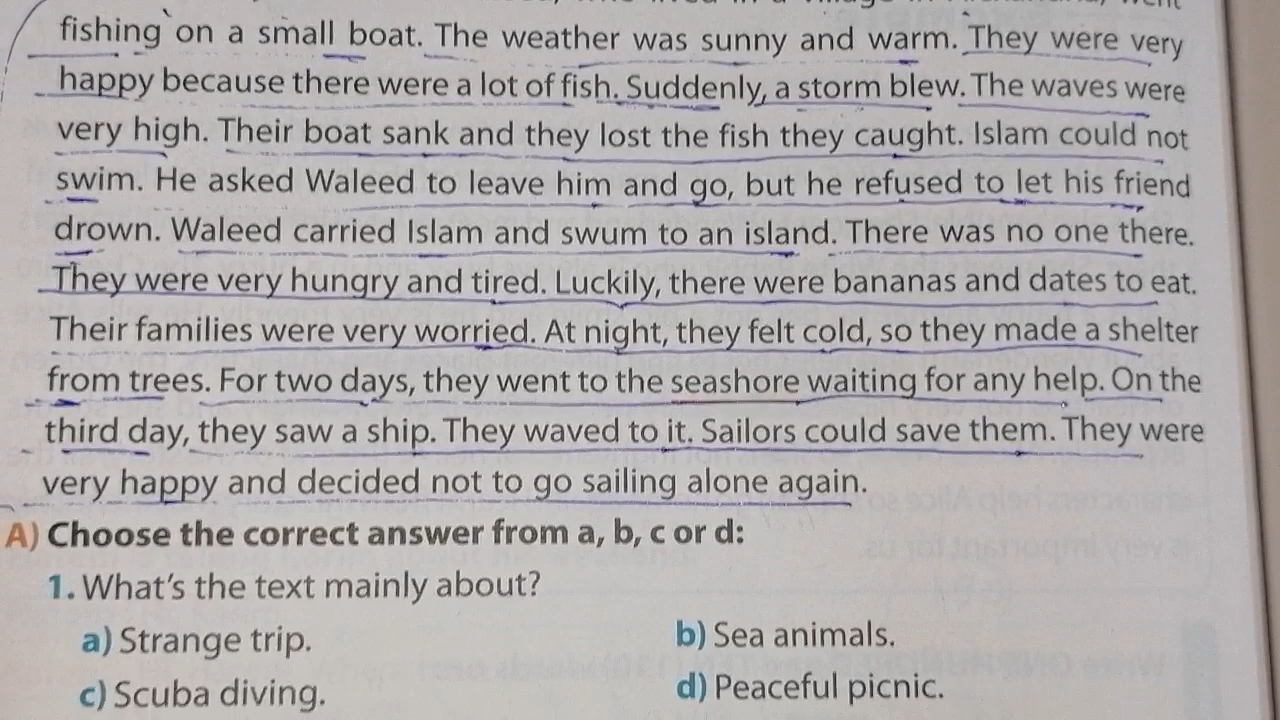 fishing on a small boat. The weather was sunny and warm. They were very
happy because there were a lot of fish. Suddenly, a storm blew. The waves were
very high. Their boat sank and they lost the fish they caught. Islam could not
swim. He asked Waleed to leave him and go, but he refused to let his friend
drown. Waleed carried Islam and swum to an island. There was no one there.
They were very hungry and tired. Luckily, there were bananas and dates to eat.
Their families were very worried. At night, they felt cold, so they made a shelter
from trees. For two days, they went to the seashore waiting for any help. On the
third day, they saw a ship. They waved to it. Sailors could save them. They were
very happy and decided not to go sailing alone again.
A) Choose the correct answer from a, b, c or d:
1. What's the text mainly about?
a) Strange trip. b) Sea animals.
c) Scuba diving. d) Peaceful picnic.